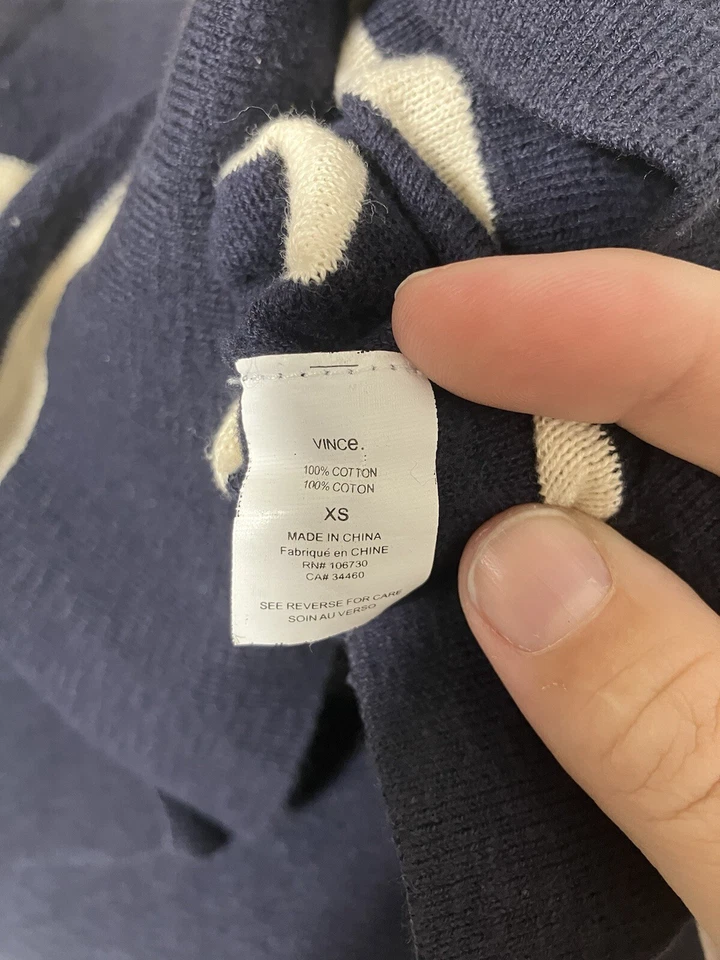 VINCe.
100% COTTON
100% COTON
XS
MADE IN CHINA
Fabriqué en CHINE
RN# 106730
CA# 34460
SEE REVERSE FOR CARE
SOIN AU VERSO